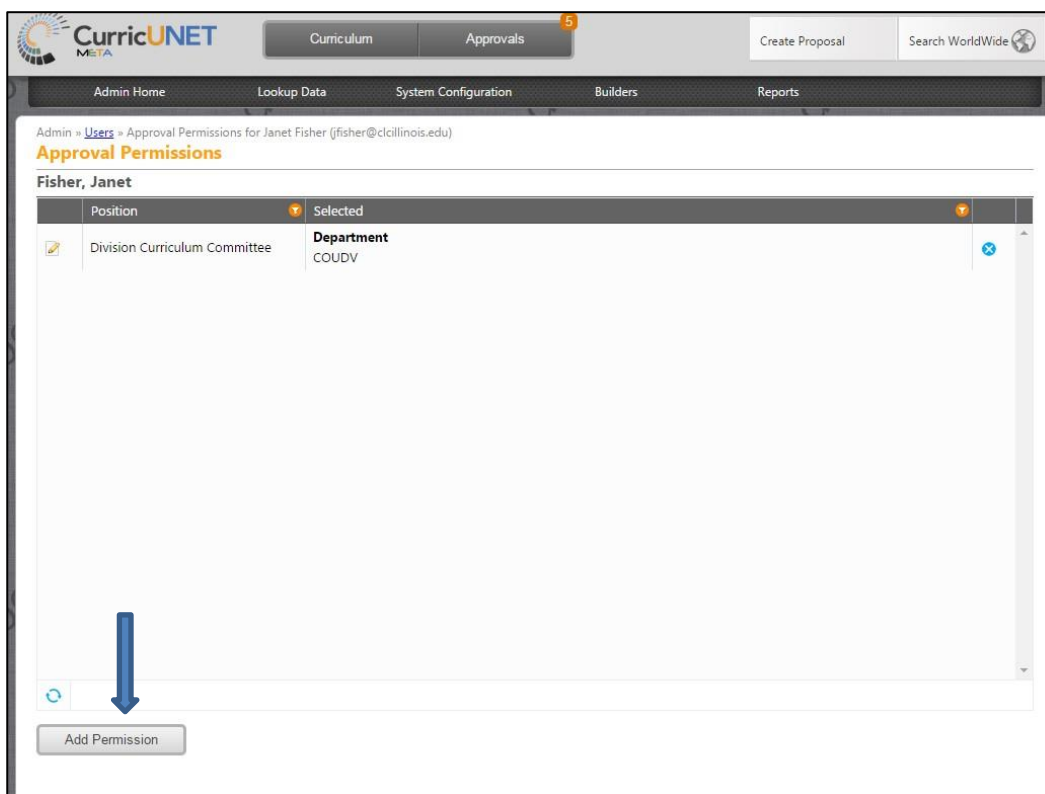 CurricUNET
META
Curriculum
Approvals
5
Create Proposal
Search WorldWide
Admin Home
Lookup Data
System Configuration
Builders
Reports
Admin » Users » Approval Permissions for Janet Fisher (jfisher@clcillinois.edu)
Approval Permissions
Fisher, Janet
Position
Selected
Division Curriculum Committee
Department
COUDV
Add Permission